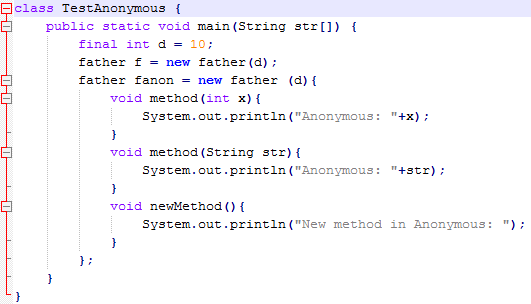 class TestAnonymous {
public static void main(String str[]) {
final int d = 10;
father f = new father(d);
father fanon = new father (d){
void method(int x){
System.out.println("Anonymous: "+x);
}
void method(String str){
System.out.println("Anonymous: "+str);
}
void newMethod(){
System.out.println("New method in Anonymous: ");
}
};
}
}